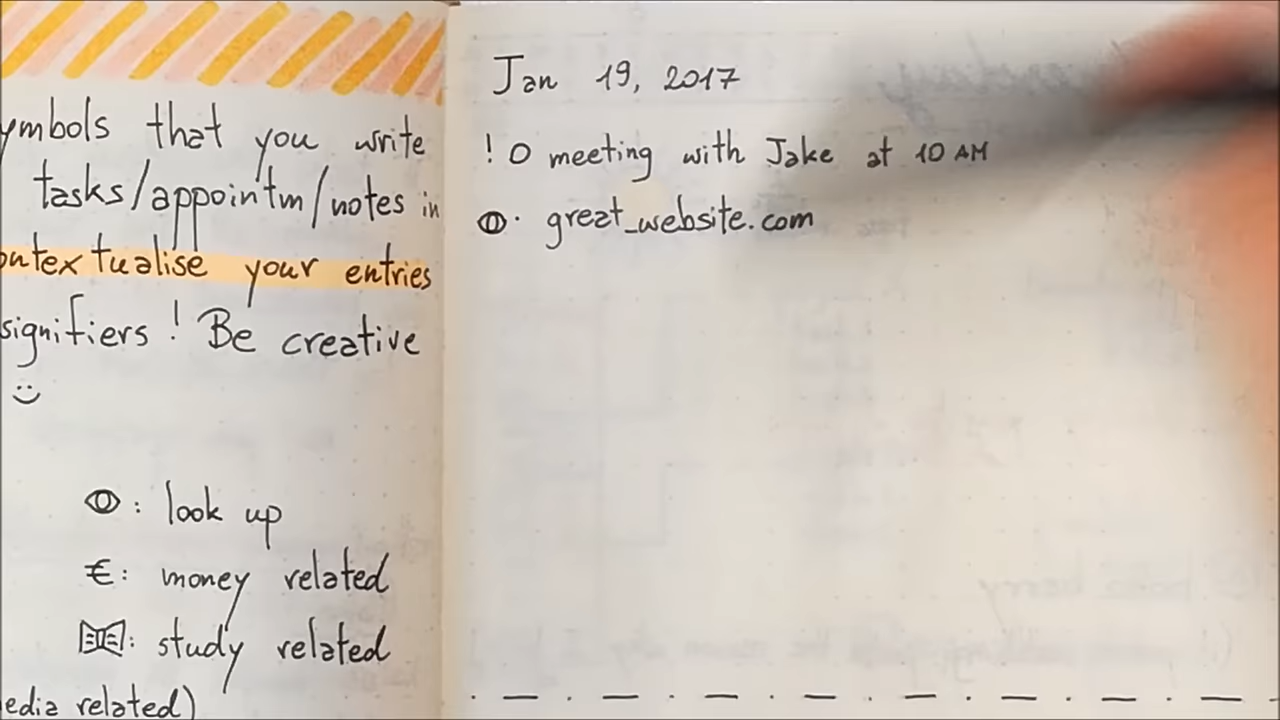 ymbols that you write
tasks/appointm/notes in
ontextualise your entries
signifiers! Be creative
:)
👁: look up
€: money related
📖: study related
edia related)
Jan 19, 2017
! O meeting with Jake at 10 AM
👁· great_website.com